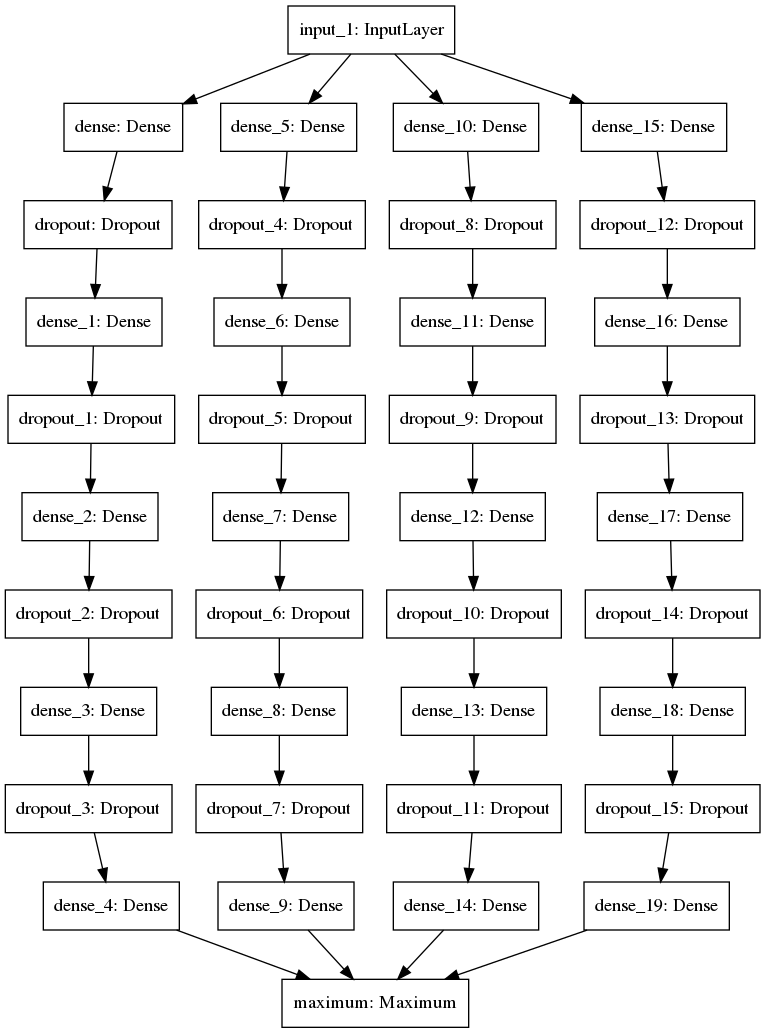 input_1: InputLayer
dense: Dense
dense_5: Dense
dense_10: Dense
dense_15: Dense
dropout: Dropout
dropout_4: Dropout
dropout_8: Dropout
dropout_12: Dropout
dense_1: Dense
dense_6: Dense
dense_11: Dense
dense_16: Dense
dropout_1: Dropout
dropout_5: Dropout
dropout_9: Dropout
dropout_13: Dropout
dense_2: Dense
dense_7: Dense
dense_12: Dense
dense_17: Dense
dropout_2: Dropout
dropout_6: Dropout
dropout_10: Dropout
dropout_14: Dropout
dense_3: Dense
dense_8: Dense
dense_13: Dense
dense_18: Dense
dropout_3: Dropout
dropout_7: Dropout
dropout_11: Dropout
dropout_15: Dropout
dense_4: Dense
dense_9: Dense
dense_14: Dense
dense_19: Dense
maximum: Maximum